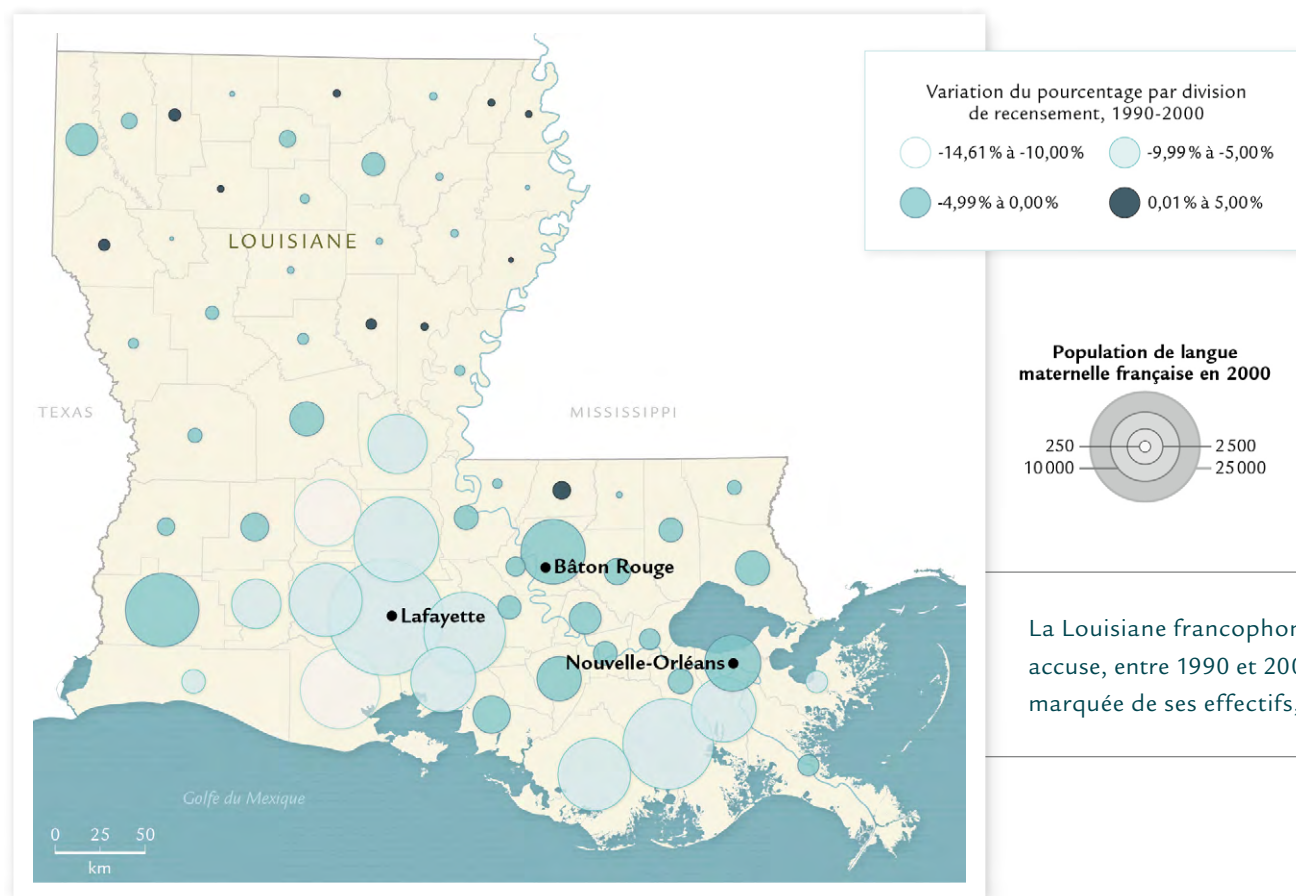 Variation du pourcentage par division
de recensement, 1990-2000
-14,61 % à -10,00 %
-9,99 % à -5,00 %
-4,99 % à 0,00 %
0,01 % à 5,00 %
LOUISIANE
Population de langue
maternelle française en 2000
250
2 500
10 000
25 000
TEXAS
MISSISSIPPI
Bâton Rouge
Lafayette
Nouvelle-Orléans
La Louisiane francophon
accuse, entre 1990 et 200
marquée de ses effectifs,
Golfe du Mexique
0 25 50
km